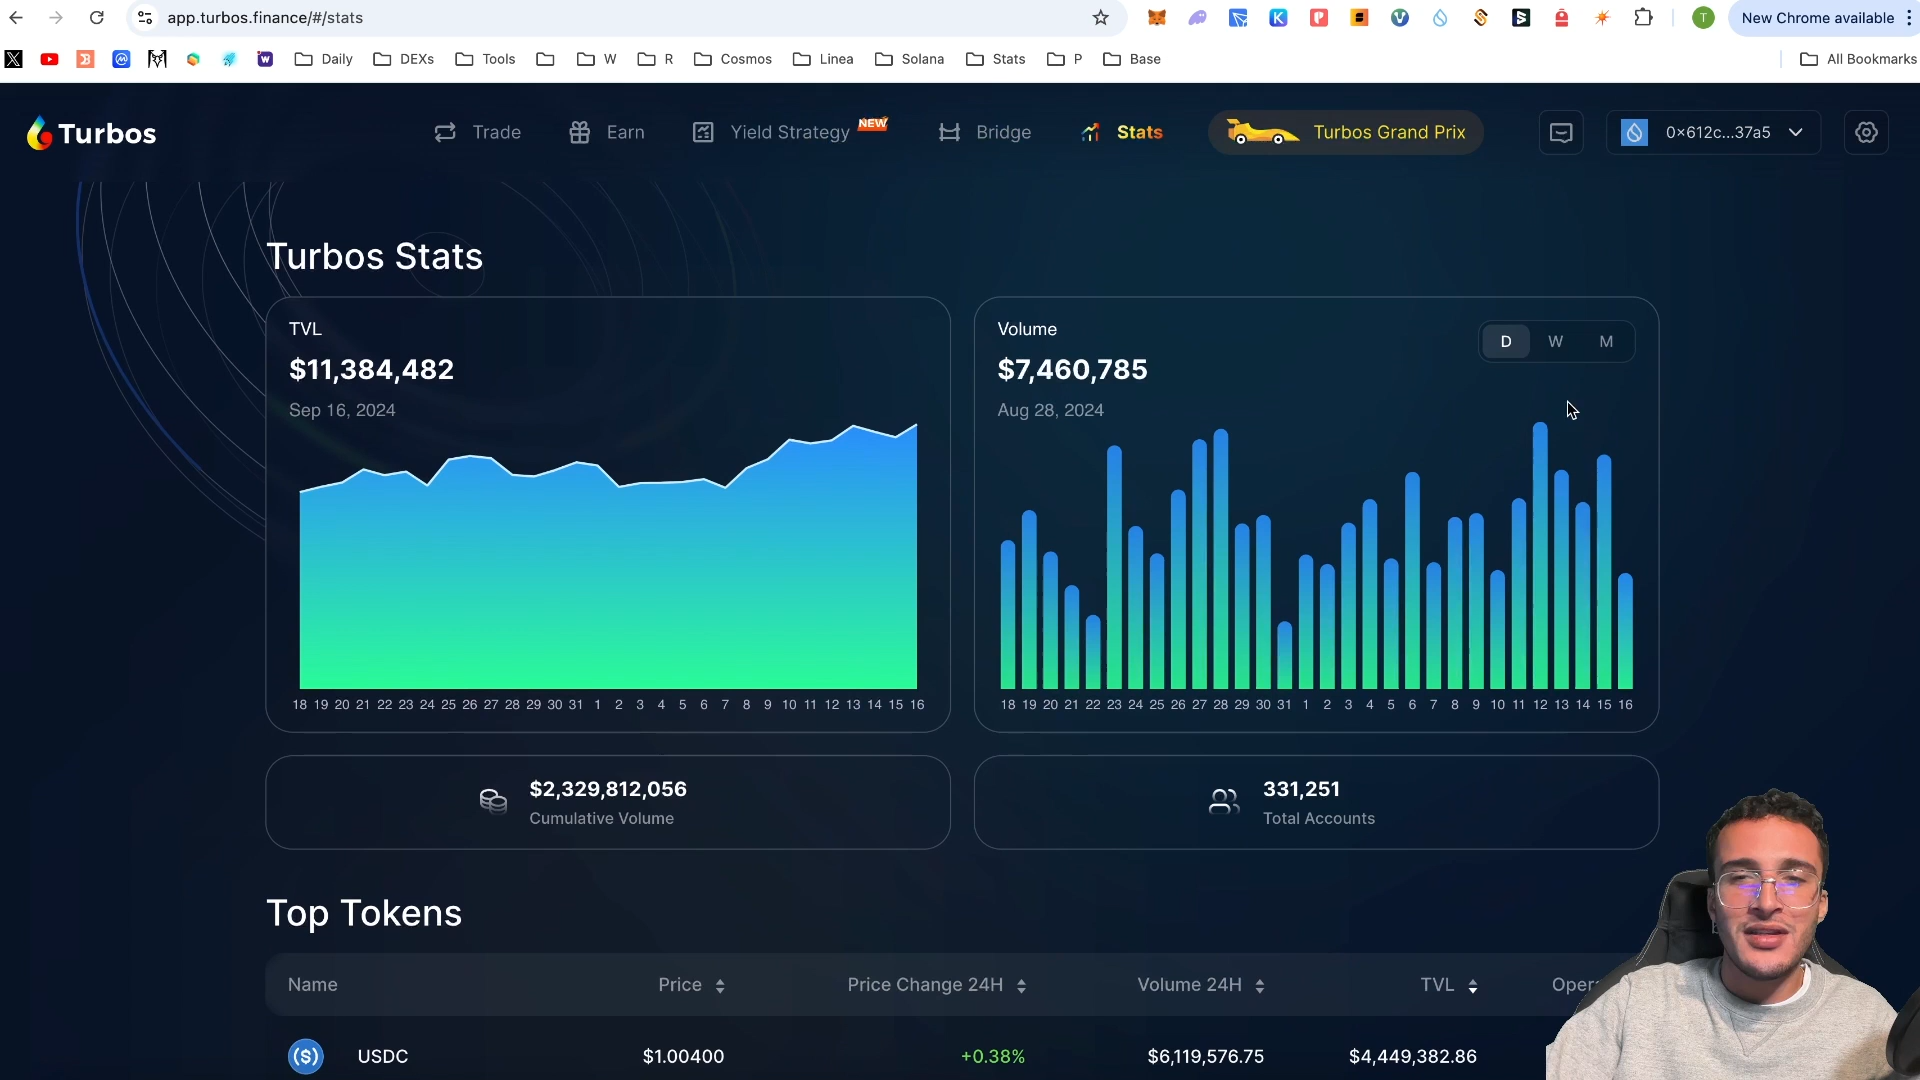 app.turbos.finance/#/stats
T
New Chrome available
Daily
DEXs
Tools
W
R
Cosmos
Linea
Solana
Stats
P
Base
All Bookmarks
Turbos
Trade
Earn
Yield Strategy
NEW
Bridge
Stats
Turbos Grand Prix
0×612c...37a5
Turbos Stats
TVL
$11,384,482
Sep 16, 2024
18 19 20 21 22 23 24 25 26 27 28 29 30 31 1 2 3 4 5 6 7 8 9 10 11 12 13 14 15 16
Volume
D W M
$7,460,785
Aug 28, 2024
18 19 20 21 22 23 24 25 26 27 28 29 30 31 1 2 3 4 5 6 7 8 9 10 11 12 13 14 15 16
$2,329,812,056
Cumulative Volume
331,251
Total Accounts
Top Tokens
Name Price Price Change 24H Volume 24H TVL
USDC $1.00400 +0.38% $6,119,576.75 $4,449,382.86